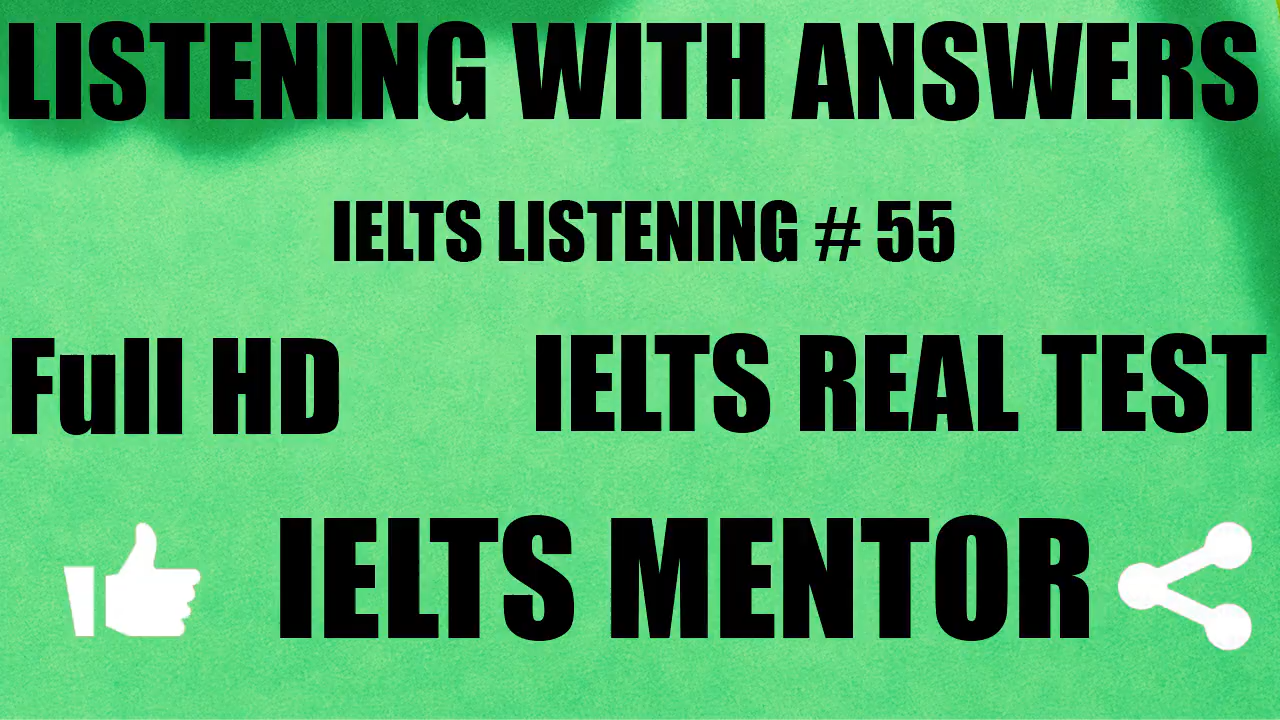 LISTENING WITH ANSWERS
IELTS LISTENING # 55
Full HD IELTS REAL TEST
IELTS MENTOR